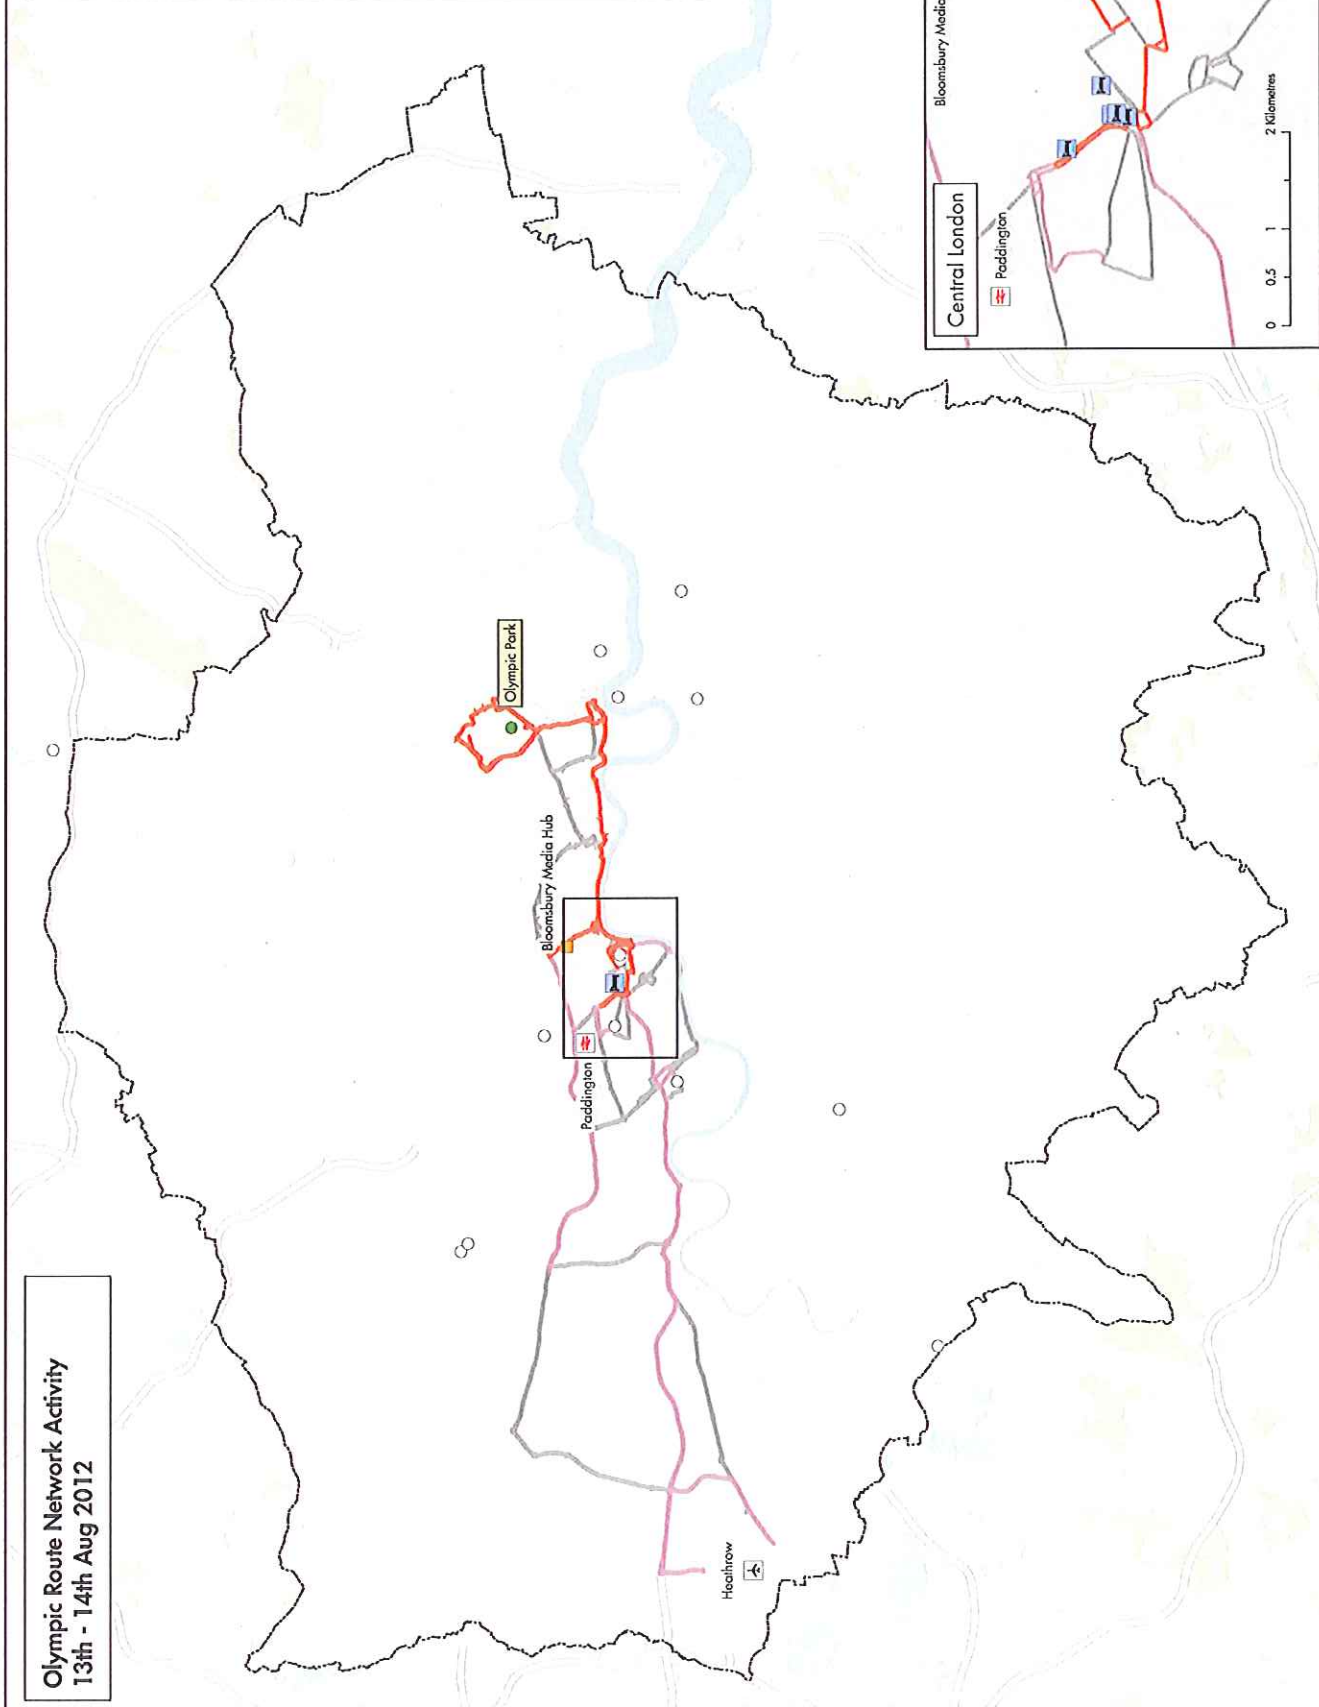 Olympic Route Network Activity
13th - 14th Aug 2012
Olympic Park
Bloomsbury Media Hub
Paddington
Heathrow
Central London
Bloomsbury Media
Paddington
0 0.5 1 2 Kilometres